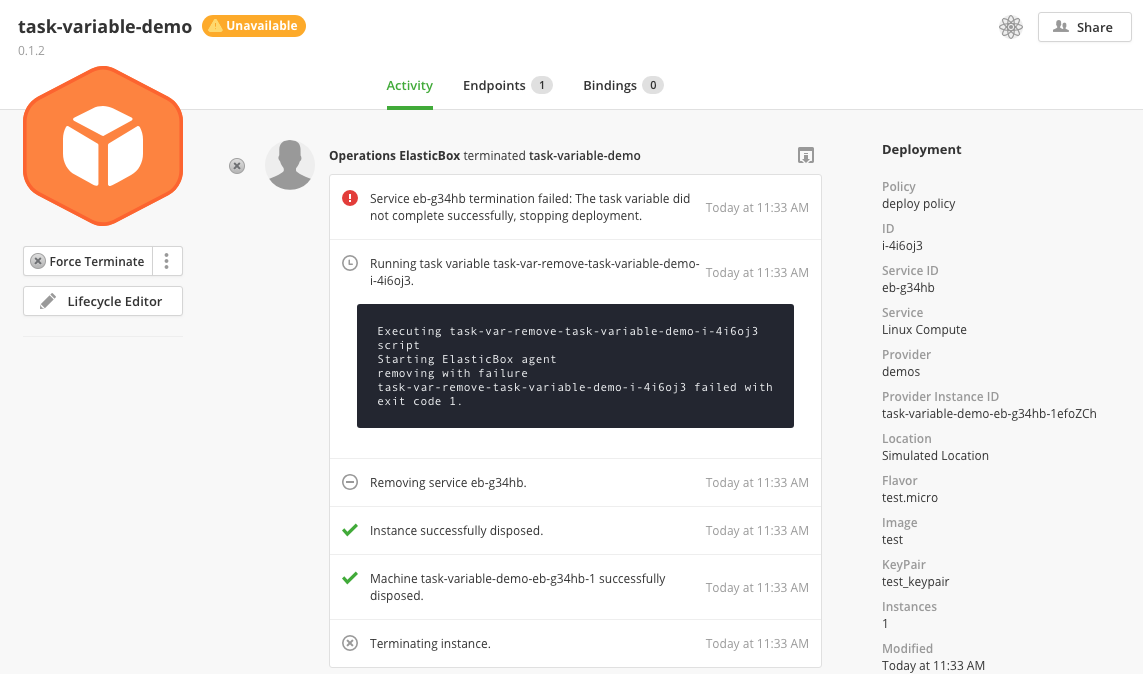 task-variable-demo
Unavailable
0.1.2
Share
Activity
Endpoints 1
Bindings 0
Force Terminate
Lifecycle Editor
Operations ElasticBox terminated task-variable-demo
Service eb-g34hb termination failed: The task variable did
not complete successfully, stopping deployment.
Today at 11:33 AM
Running task variable task-var-remove-task-variable-demo-
i-4i6oj3.
Today at 11:33 AM
Executing task-var-remove-task-variable-demo-i-4i6oj3
script
Starting ElasticBox agent
removing with failure
task-var-remove-task-variable-demo-i-4i6oj3 failed with
exit code 1.
Removing service eb-g34hb.
Today at 11:33 AM
Instance successfully disposed.
Today at 11:33 AM
Machine task-variable-demo-eb-g34hb-1 successfully
disposed.
Today at 11:33 AM
Terminating instance.
Today at 11:33 AM
Deployment
Policy
deploy policy
ID
i-4i6oj3
Service ID
eb-g34hb
Service
Linux Compute
Provider
demos
Provider Instance ID
task-variable-demo-eb-g34hb-1efoZCh
Location
Simulated Location
Flavor
test.micro
Image
test
KeyPair
test_keypair
Instances
1
Modified
Today at 11:33 AM